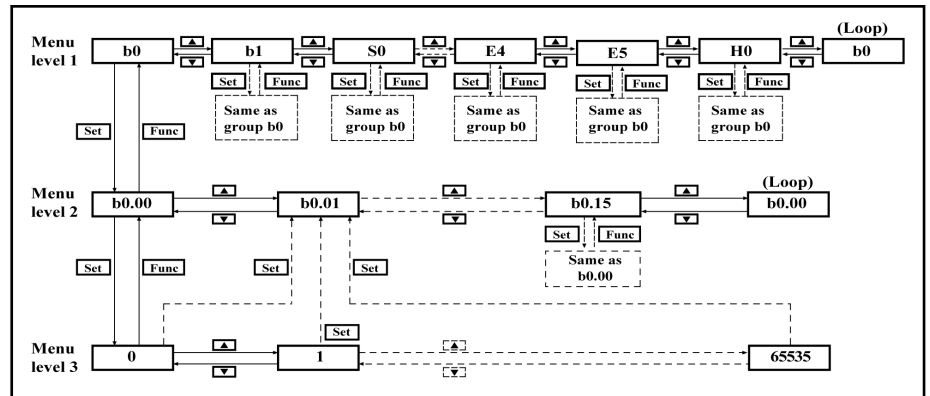 (Loop)
Menu level 1
b0 b1 S0 E4 E5 H0 b0
Set Func Set Func Set Func Set Func Set Func
Same as group b0
Same as group b0
Same as group b0
Same as group b0
Same as group b0
Set Func
(Loop)
Menu level 2
b0.00 b0.01 b0.15 b0.00
Set Func
Same as b0.00
Set Func Set Set
Set
Menu level 3
0 1 65535